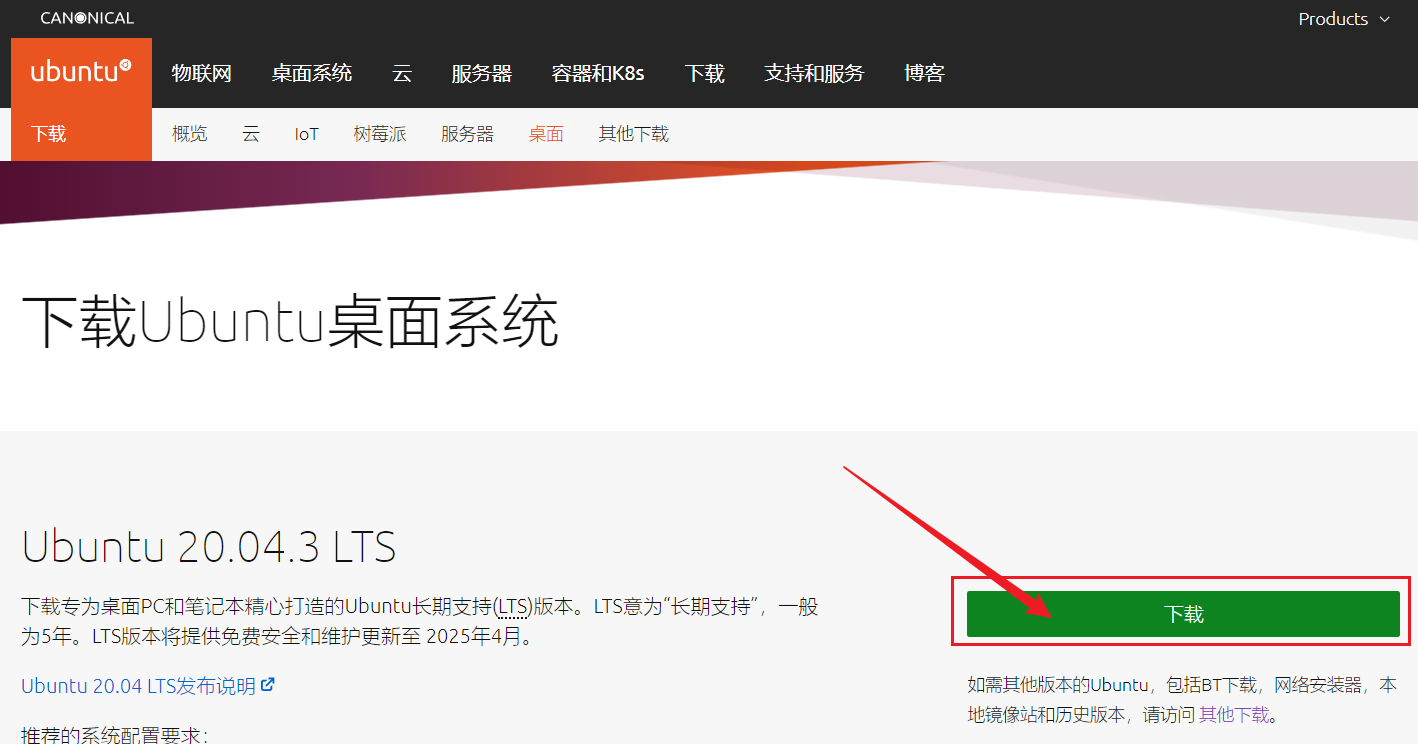 CANONICAL
Products
ubuntu
物联网 桌面系统 云 服务器 容器和K8s 下载 支持和服务 博客
下载 概览 云 IoT 树莓派 服务器 桌面 其他下载
下载Ubuntu桌面系统
Ubuntu 20.04.3 LTS
下载专为桌面PC和笔记本精心打造的Ubuntu长期支持(LTS)版本。LTS意为“长期支持”，一般
为5年。LTS版本将提供免费安全和维护更新至 2025年4月。
Ubuntu 20.04 LTS发布说明
推荐的系统配置要求：
下载
如需其他版本的Ubuntu，包括BT下载，网络安装器，本
地镜像站和历史版本，请访问 其他下载。